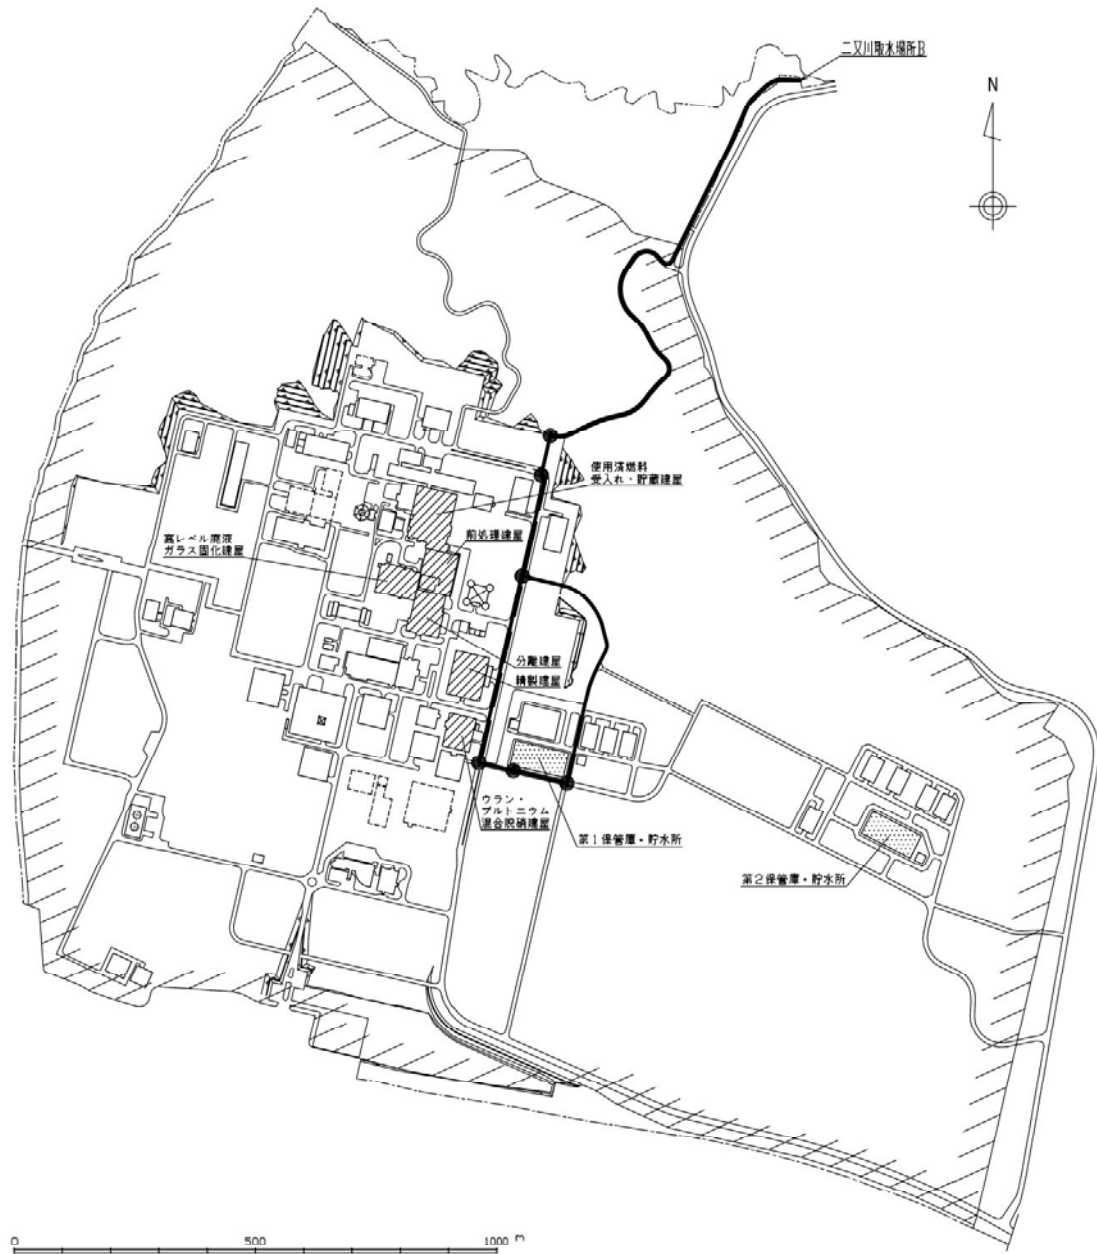 二又川取水場所B
N
使用済燃料
受入れ・貯蔵建屋
前処理建屋
高レベル廃液
ガラス固化建屋
分離建屋
精製建屋
ウラン・
プルトニウム
混合脱硝建屋
第1保管庫・貯水所
第2保管庫・貯水所
0 500 1000 m